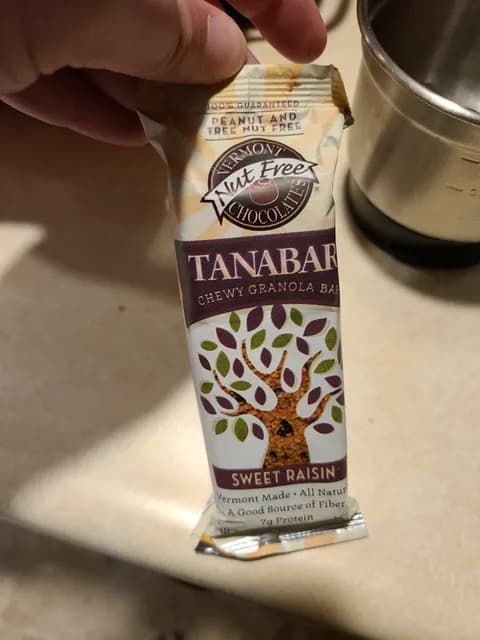 100% GUARANTEED
PEANUT AND
TREE NUT FREE
VERMONT
Nut Free
CHOCOLATES
TANABAR
CHEWY GRANOLA BA
SWEET RAISIN
Vermont Made • All Natur
A Good Source of Fiber
7g Protein